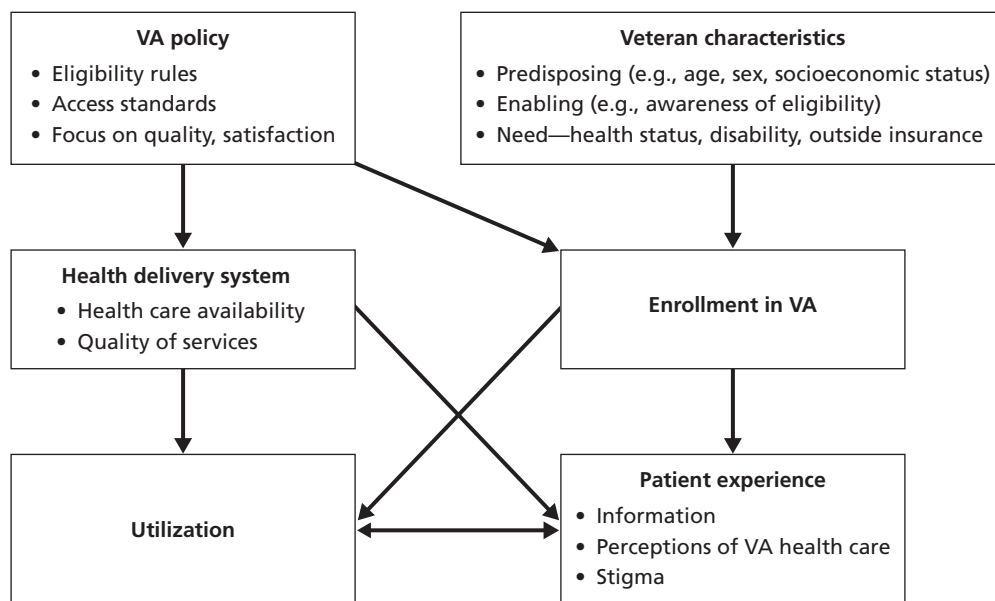 VA policy
• Eligibility rules
• Access standards
• Focus on quality, satisfaction
Veteran characteristics
• Predisposing (e.g., age, sex, socioeconomic status)
• Enabling (e.g., awareness of eligibility)
• Need—health status, disability, outside insurance
Health delivery system
• Health care availability
• Quality of services
Enrollment in VA
Utilization
Patient experience
• Information
• Perceptions of VA health care
• Stigma